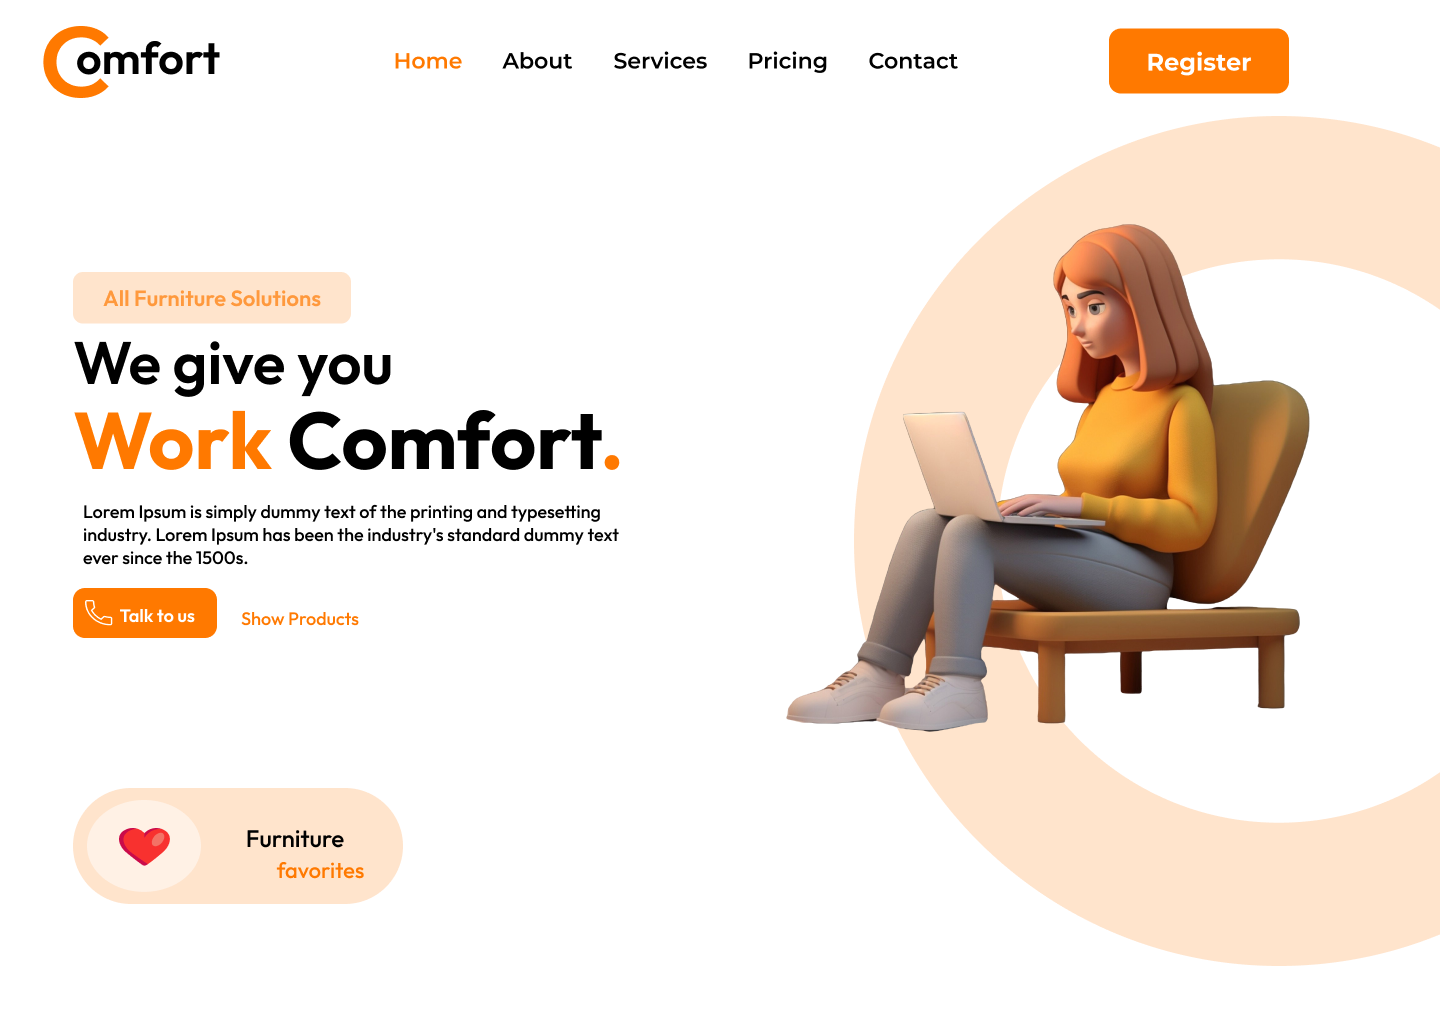 Comfort
Home About Services Pricing Contact
Register
All Furniture Solutions
We give you
Work Comfort.
Lorem Ipsum is simply dummy text of the printing and typesetting
industry. Lorem Ipsum has been the industry's standard dummy text
ever since the 1500s.
Talk to us
Show Products
Furniture
favorites